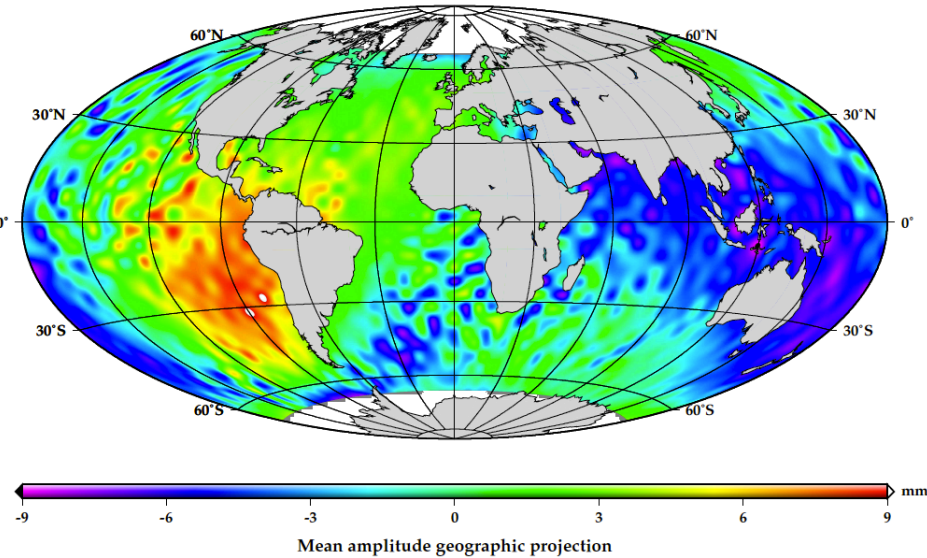 60˚N 60˚N
30˚N 30˚N
0˚ 0˚
30˚S 30˚S
60˚S 60˚S
mm
-9 -6 -3 0 3 6 9
Mean amplitude geographic projection